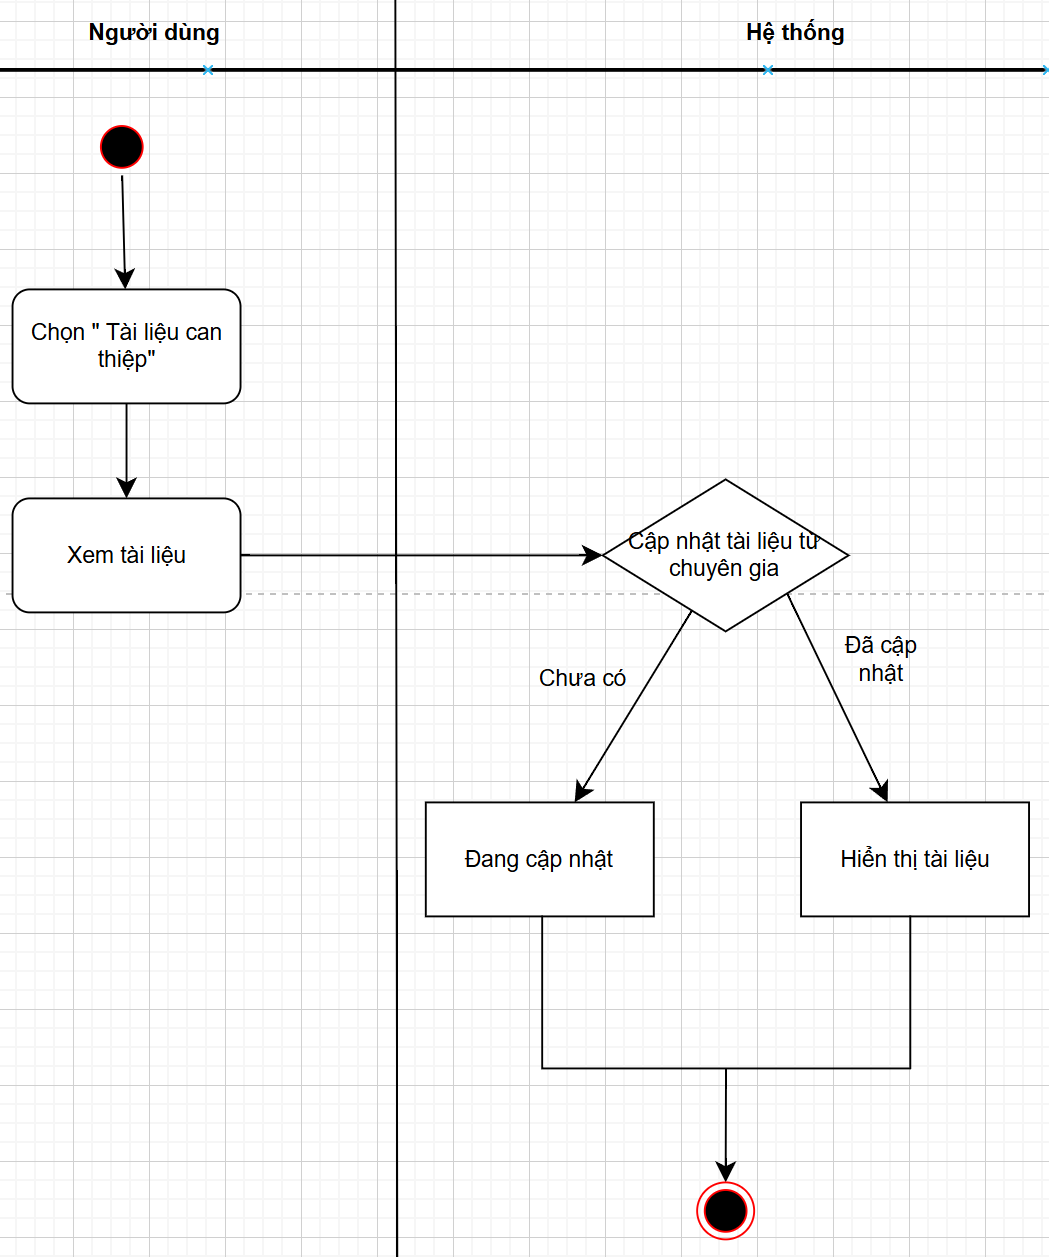 Người dùng
Hệ thống
Chọn " Tài liệu can
thiệp"
Xem tài liệu
Cập nhật tài liệu từ
chuyên gia
Chưa có
Đã cập
nhật
Đang cập nhật
Hiển thị tài liệu